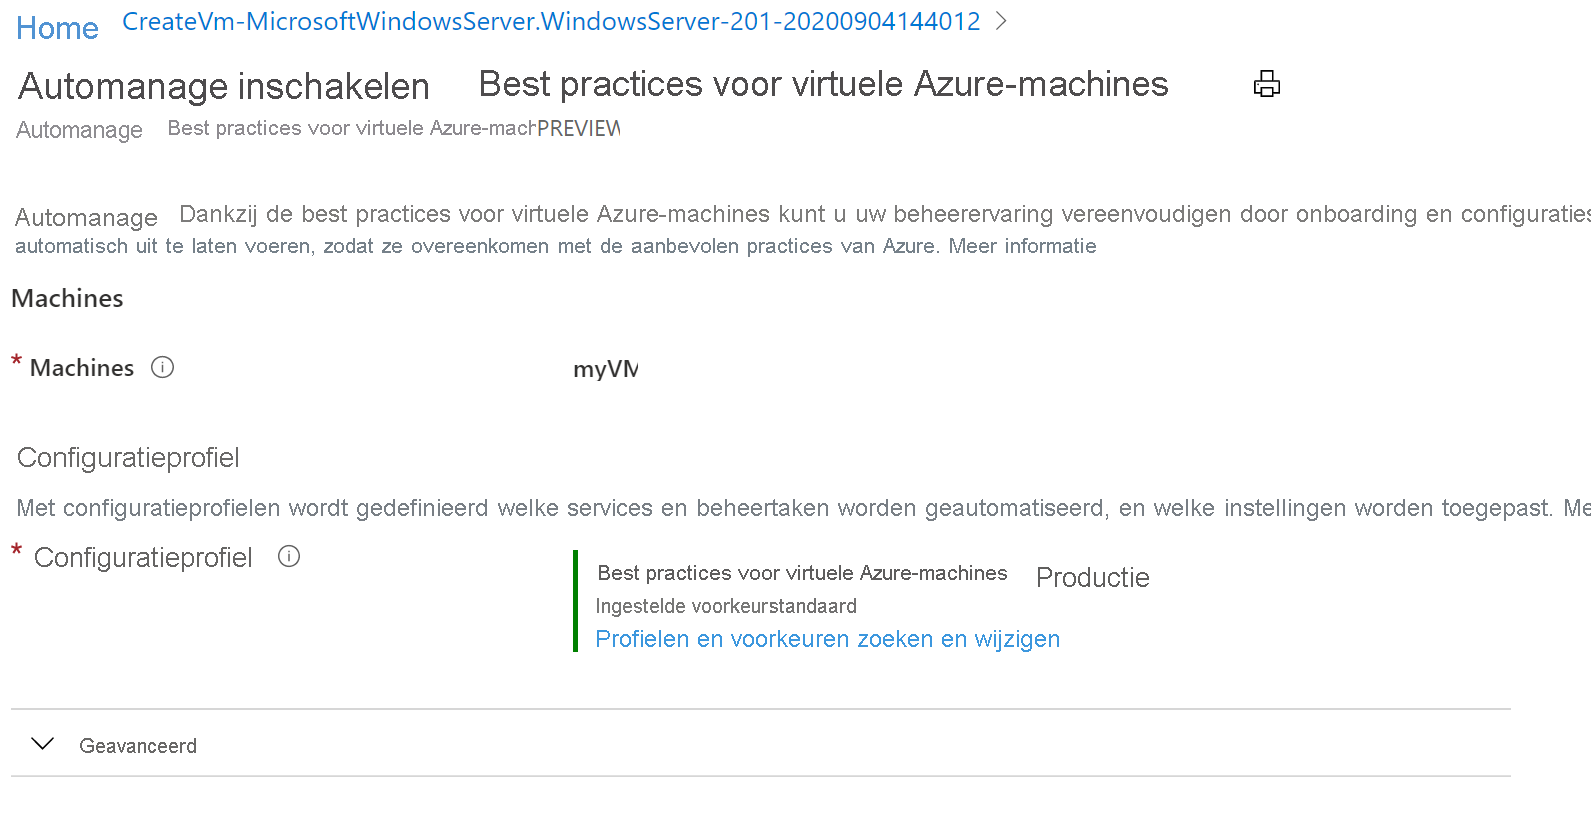 Home CreateVm-MicrosoftWindowsServer.WindowsServer-201-20200904144012
Automanage inschakelen Best practices voor virtuele Azure-machines
Automanage Best practices voor virtuele Azure-mach PREVIEW
Automanage Dankzij de best practices voor virtuele Azure-machines kunt u uw beheerervaring vereenvoudigen door onboarding en configuraties
automatisch uit te laten voeren, zodat ze overeenkomen met de aanbevolen practices van Azure. Meer informatie
Machines
* Machines myVM
Configuratieprofiel
Met configuratieprofielen wordt gedefinieerd welke services en beheertaken worden geautomatiseerd, en welke instellingen worden toegepast.
* Configuratieprofiel
Best practices voor virtuele Azure-machines Productie
Ingestelde voorkeurstandaard
Profielen en voorkeuren zoeken en wijzigen
Geavanceerd